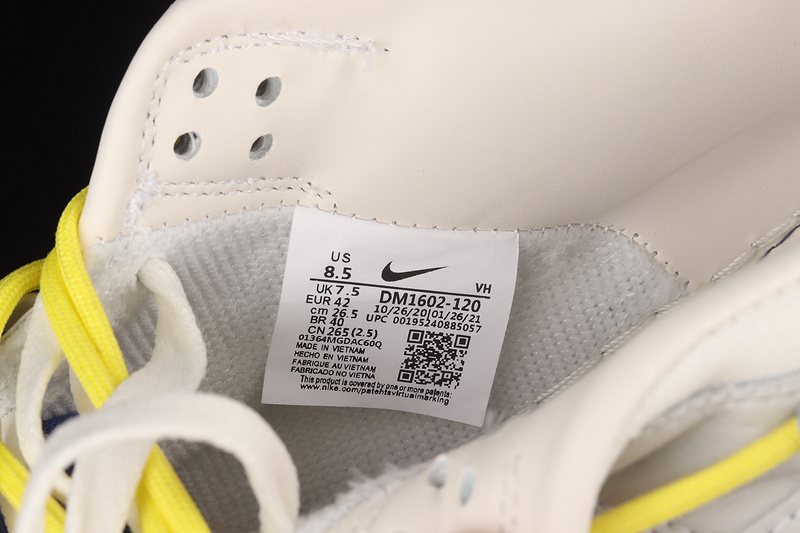 US
8.5
VH
UK 7.5
DM1602-120
EUR 42
10/26/20|01/26/21
cm 26.5
UPC 00195240885057
BR 40
CN 265 (2.5)
01364MGDAC60Q
MADE IN VIETNAM
HECHO EN VIETNAM
FABRIQUE AU VIETNAM
FABRICADO NO VIETNA
This product is covered by one or more patents:
www.nike.com/patentsvirtualmarking